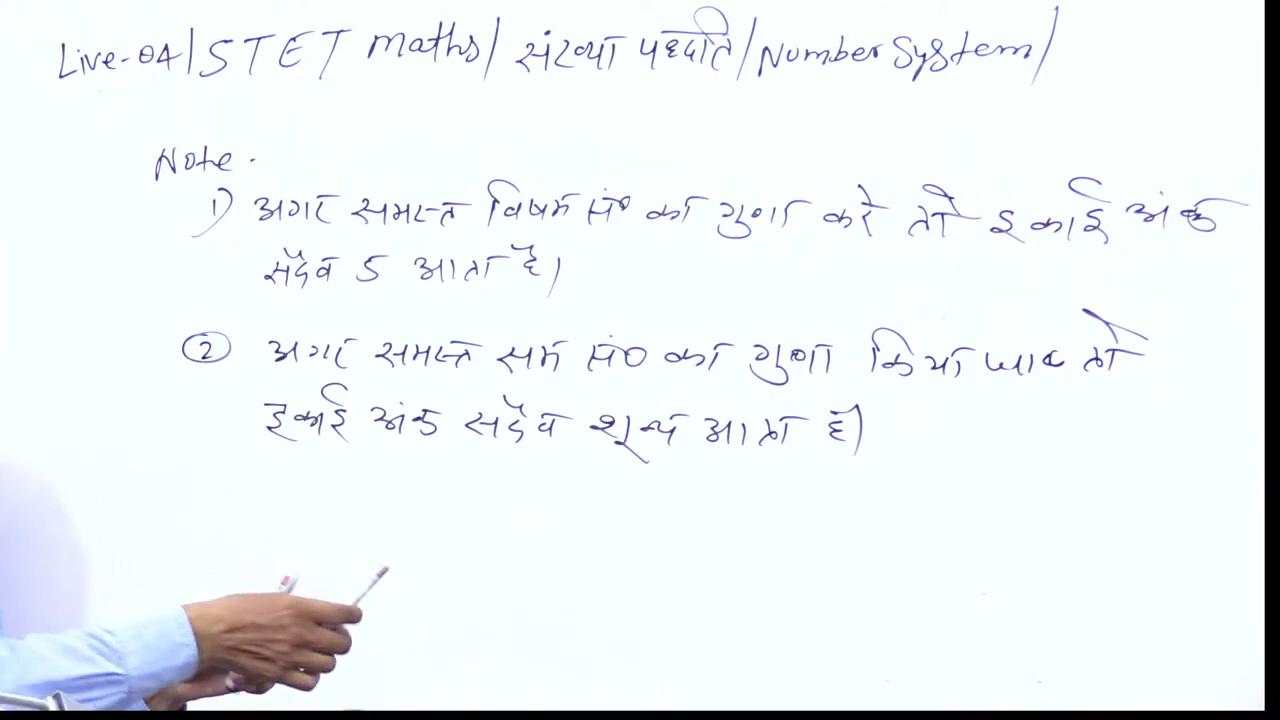 Live-04/STET Maths/संख्या पद्धति/Number System/
Note.
1) अगर समस्त विषम सं० का गुणा करे तो इकाई अंक
सदैव 5 आता है।
② अगर समस्त सम सं० का गुणा किया जाए तो
इकाई अंक सदैव शून्य आता है।